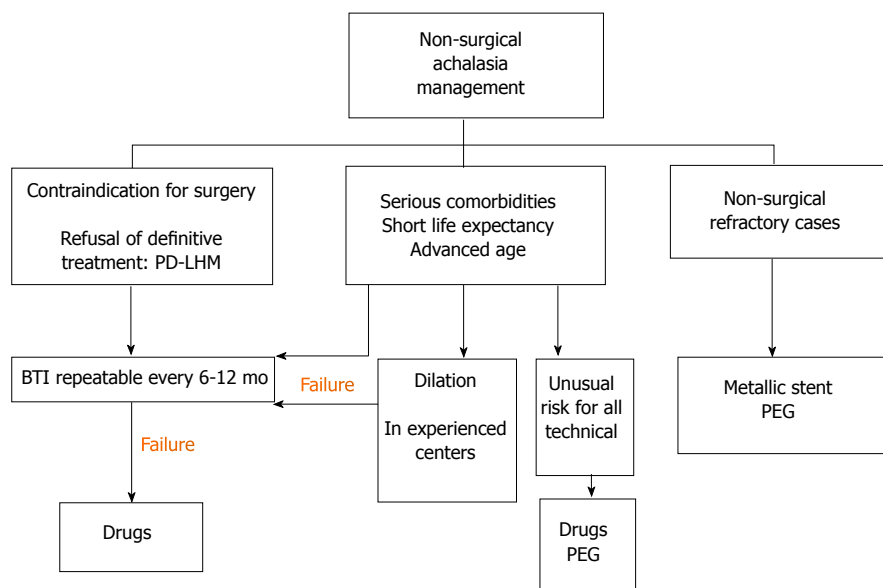 Non-surgical
achalasia
management
Contraindication for surgery
Refusal of definitive
treatment: PD-LHM
Serious comorbidities
Short life expectancy
Advanced age
Non-surgical
refractory cases
BTI repeatable every 6-12 mo
Failure
Dilation
In experienced
centers
Unusual
risk for all
technical
Metallic stent
PEG
Failure
Drugs
Drugs
PEG